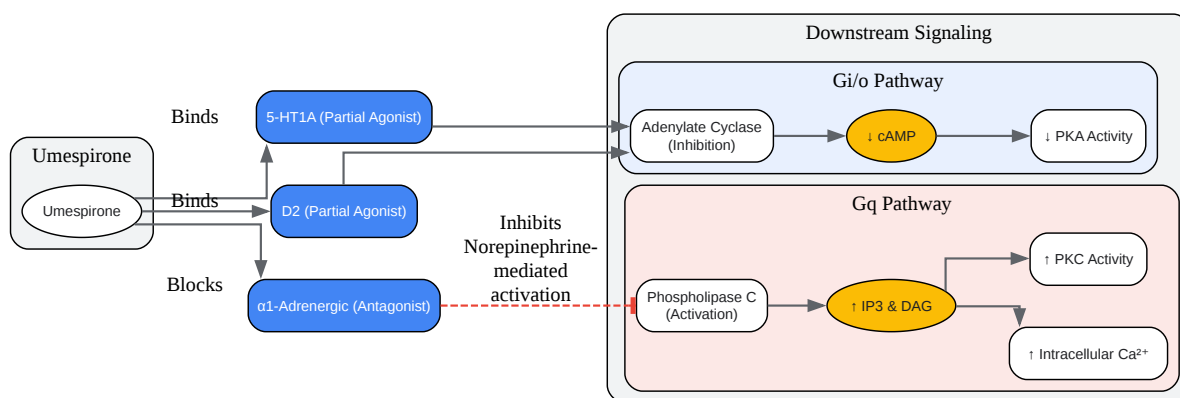 Downstream Signaling
Gi/o Pathway
Binds
5-HT1A (Partial Agonist)
Adenylate Cyclase
(Inhibition)
↓ cAMP
↓ PKA Activity
Umespirone
Umespirone
Binds
D2 (Partial Agonist)
Gq Pathway
Inhibits
Norepinephrine-
mediated
activation
↑ PKC Activity
Blocks
α1-Adrenergic (Antagonist)
Phospholipase C
(Activation)
↑ IP3 & DAG
↑ Intracellular Ca²⁺